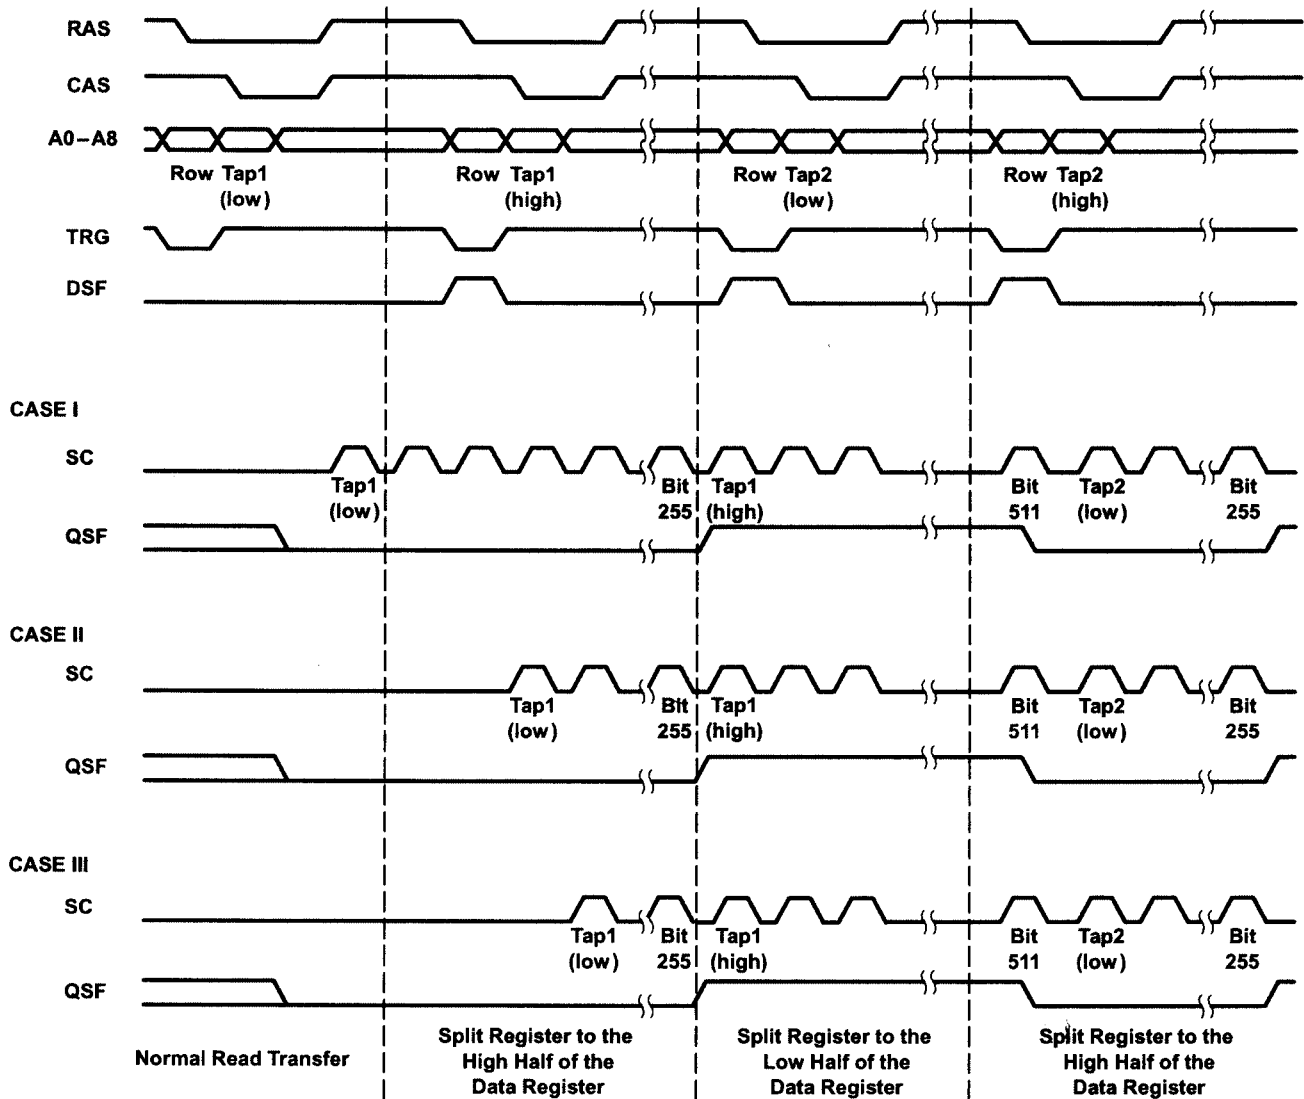 RAS
CAS
A0–A8
Row Tap1 Row Tap1 Row Tap2 Row Tap2
(low) (high) (low) (high)
TRG
DSF
CASE I
SC
Tap1 Bit Tap1 Bit Tap2 Bit
(low) 255 (high) 511 (low) 255
QSF
CASE II
SC
Tap1 Bit Tap1 Bit Tap2 Bit
(low) 255 (high) 511 (low) 255
QSF
CASE III
SC
Tap1 Bit Tap1 Bit Tap2 Bit
(low) 255 (high) 511 (low) 255
QSF
Normal Read Transfer
Split Register to the
High Half of the
Data Register
Split Register to the
Low Half of the
Data Register
Split Register to the
High Half of the
Data Register